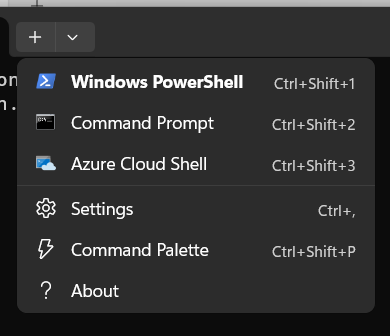 Windows PowerShell Ctrl+Shift+1
Command Prompt Ctrl+Shift+2
Azure Cloud Shell Ctrl+Shift+3
Settings Ctrl+,
Command Palette Ctrl+Shift+P
? About